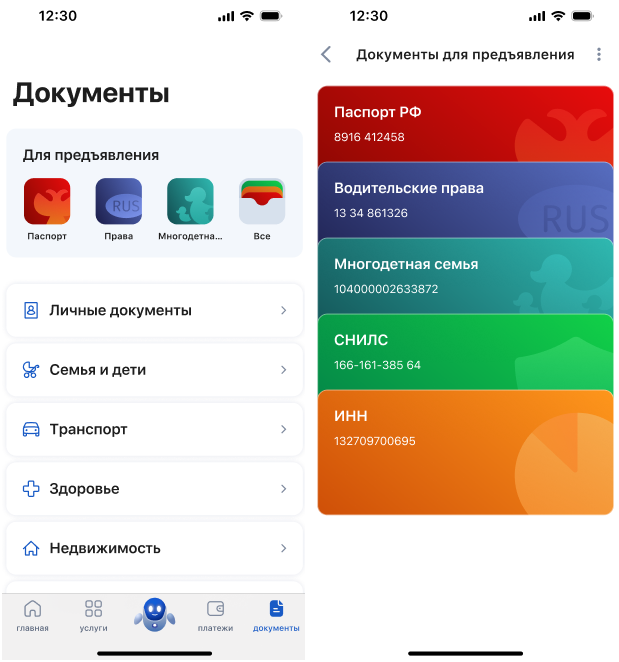 12:30
Документы
Для предъявления
Паспорт
RUS
Права
Многодетна...
Все
Личные документы
Семья и дети
Транспорт
Здоровье
Недвижимость
главная
услуги
платежи
документы
12:30
Документы для предъявления
Паспорт РФ
8916 412458
Водительские права
13 34 861326
RUS
Многодетная семья
104000002633872
СНИЛС
166-161-385 64
ИНН
132709700695